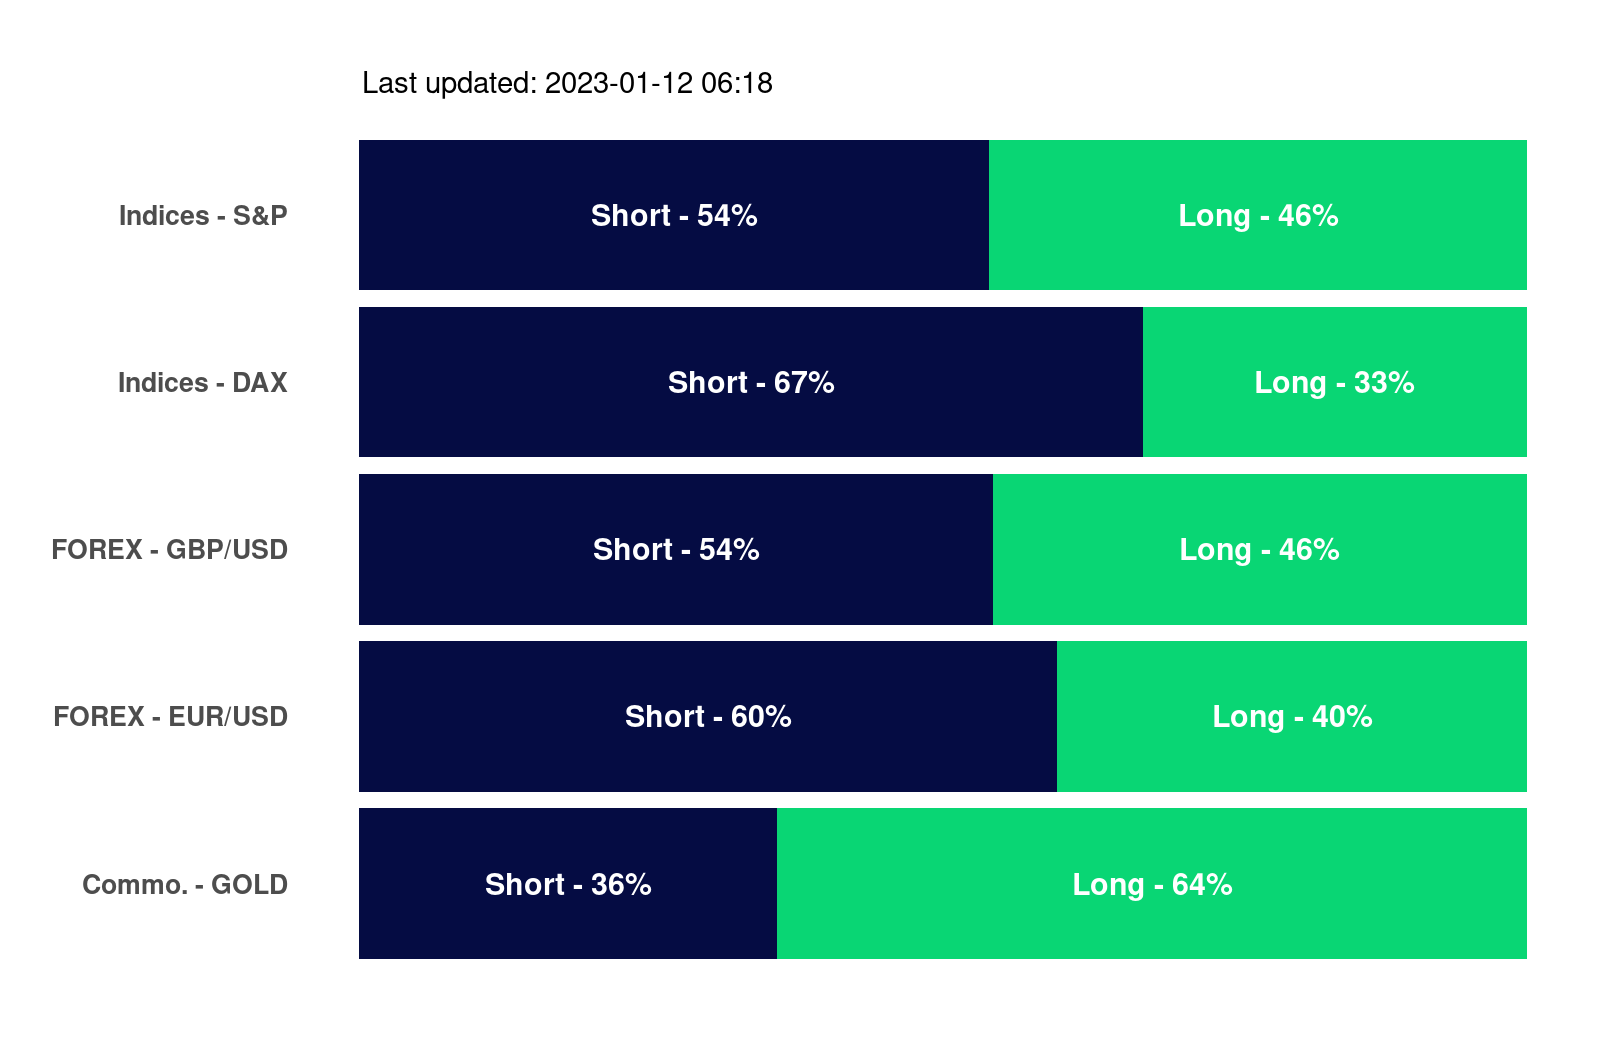 Last updated: 2023-01-12 06:18
Indices - S&P
Short - 54%
Long - 46%
Indices - DAX
Short - 67%
Long - 33%
FOREX - GBP/USD
Short - 54%
Long - 46%
FOREX - EUR/USD
Short - 60%
Long - 40%
Commo. - GOLD
Short - 36%
Long - 64%